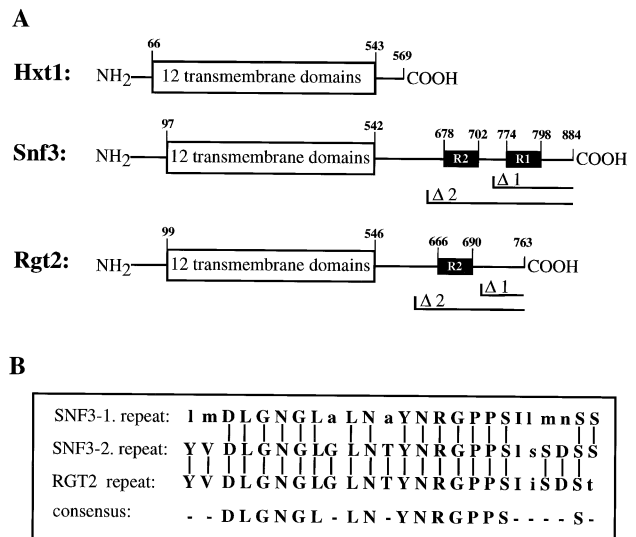 A
66 543 569
Hxt1: NH2 12 transmembrane domains COOH
97 542 678 702 774 798 884
Snf3: NH2 12 transmembrane domains R2 R1 COOH
Δ 1
Δ 2
99 546 666 690 763
Rgt2: NH2 12 transmembrane domains R2 COOH
Δ 1
Δ 2
B
SNF3-1. repeat: l m D L G N G L a L N a Y N R G P P S I l m n S S
SNF3-2. repeat: Y V D L G N G L G L N T Y N R G P P S l s S D S S
RGT2 repeat: Y V D L G N G L G L N T Y N R G P P S I i S D S t
consensus: - - D L G N G L - L N - Y N R G P P S - - - - S -